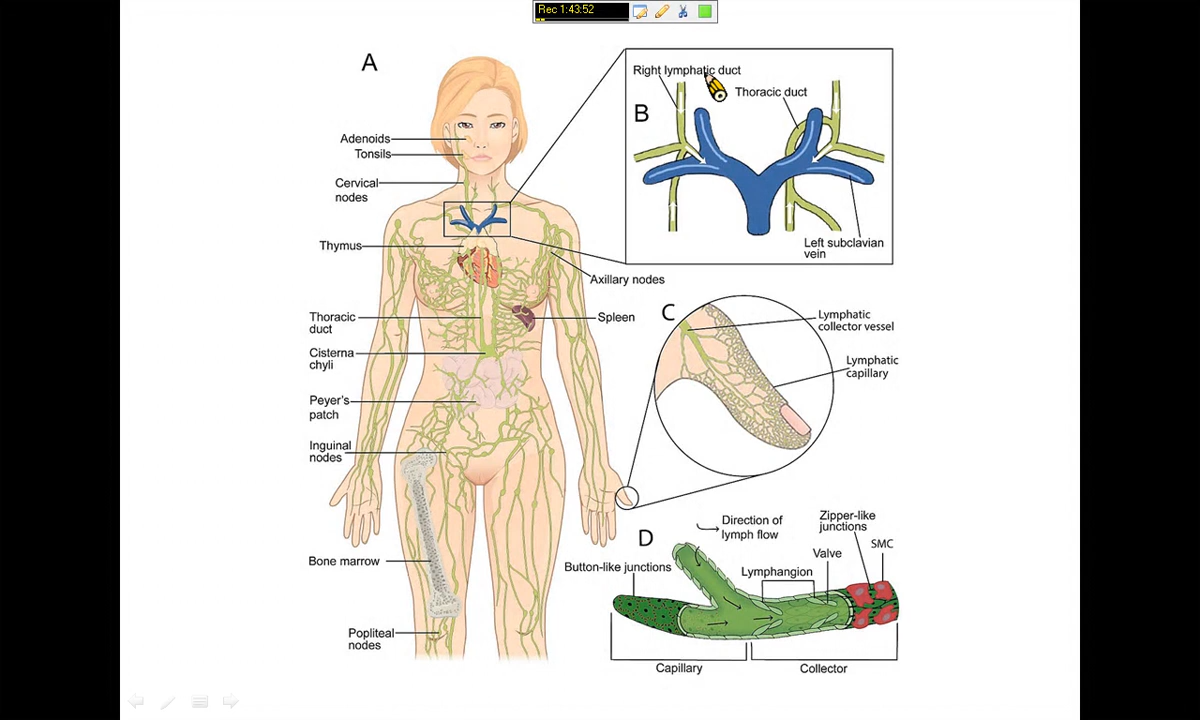 Rec 1:43:52
A
Adenoids
Tonsils
Cervical
nodes
Thymus
Thoracic
duct
Cisterna
chyli
Peyer's
patch
Inguinal
nodes
Bone marrow
Popliteal
nodes
Axillary nodes
Spleen
B
Right lymphatic duct
Thoracic duct
Left subclavian
vein
C
Lymphatic
collector vessel
Lymphatic
capillary
D
Direction of
lymph flow
Button-like junctions
Lymphangion
Valve
Zipper-like
junctions
SMC
Capillary
Collector